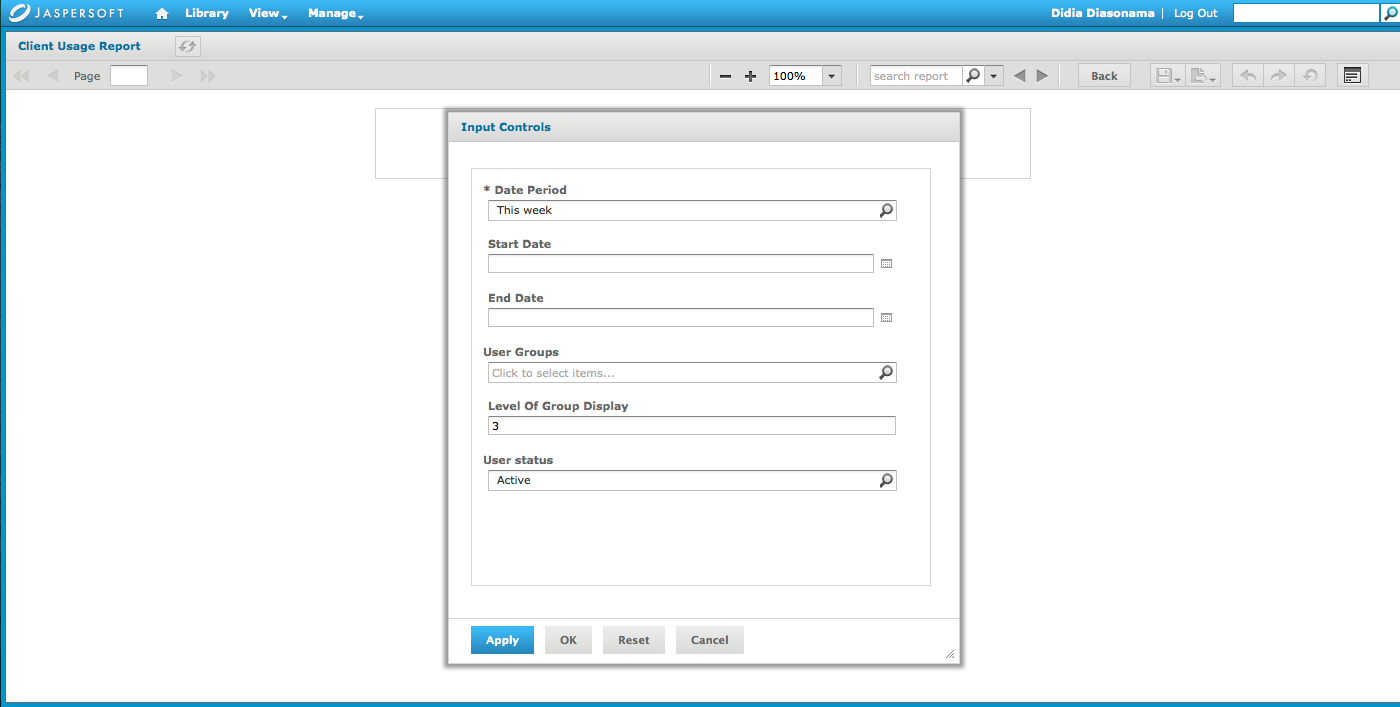 JASPERSOFT Library View Manage Didia Diasonama | Log Out
Client Usage Report
Page 100% search report Back
Input Controls
* Date Period
This week
Start Date
End Date
User Groups
Click to select items...
Level Of Group Display
3
User status
Active
Apply OK Reset Cancel